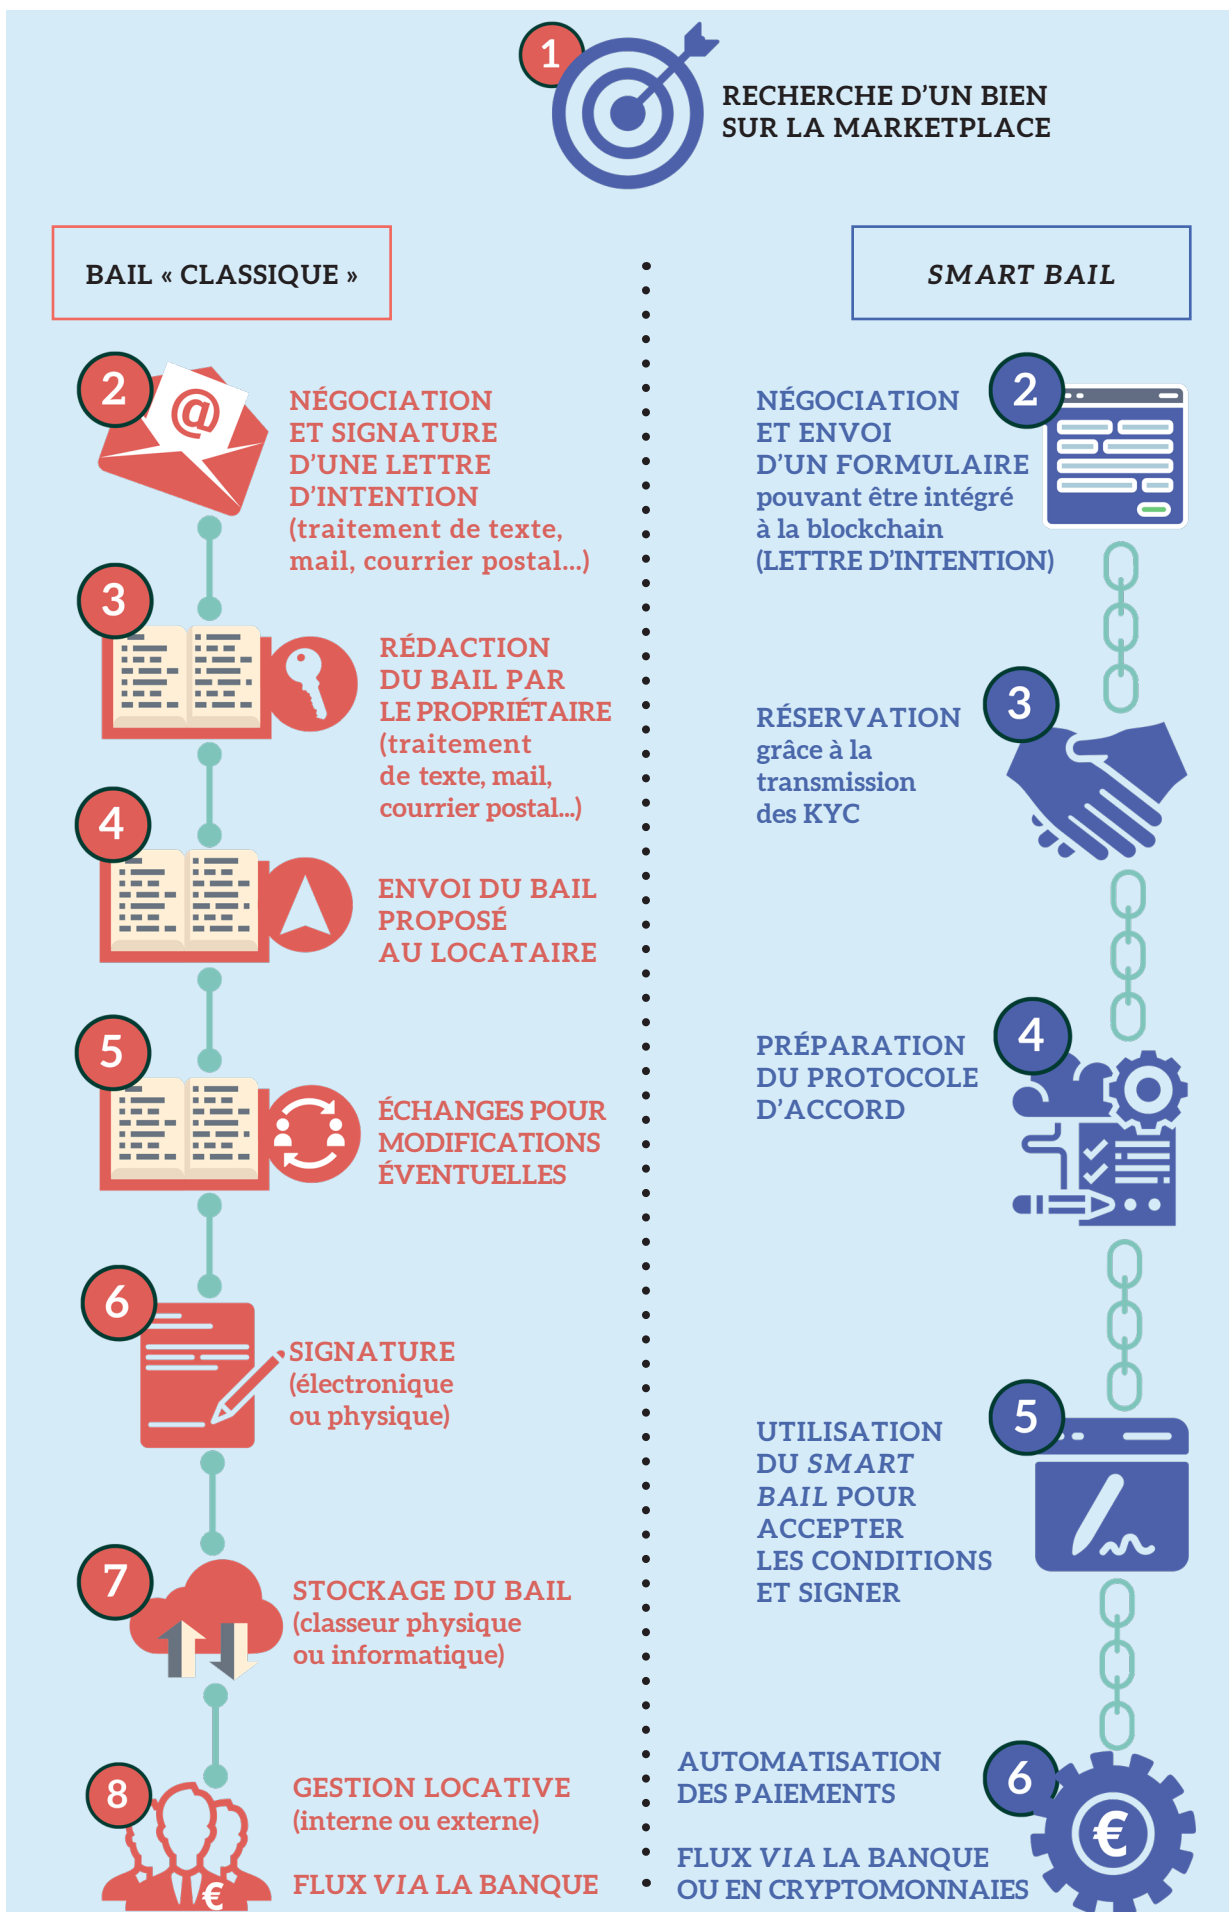 1
RECHERCHE D'UN BIEN
SUR LA MARKETPLACE
BAIL « CLASSIQUE »
2
@
NÉGOCIATION
ET SIGNATURE
D'UNE LETTRE
D'INTENTION
(traitement de texte,
mail, courrier postal...)
3
RÉDACTION
DU BAIL PAR
LE PROPRIÉTAIRE
(traitement
de texte, mail,
courrier postal...)
4
ENVOI DU BAIL
PROPOSÉ
AU LOCATAIRE
5
ÉCHANGES POUR
MODIFICATIONS
ÉVENTUELLES
6
SIGNATURE
(électronique
ou physique)
7
STOCKAGE DU BAIL
(classeur physique
ou informatique)
8
€
GESTION LOCATIVE
(interne ou externe)
FLUX VIA LA BANQUE
SMART BAIL
2
NÉGOCIATION
ET ENVOI
D'UN FORMULAIRE
pouvant être intégré
à la blockchain
(LETTRE D'INTENTION)
3
RÉSERVATION
grâce à la
transmission
des KYC
4
PRÉPARATION
DU PROTOCOLE
D'ACCORD
5
UTILISATION
DU SMART
BAIL POUR
ACCEPTER
LES CONDITIONS
ET SIGNER
6
€
AUTOMATISATION
DES PAIEMENTS
FLUX VIA LA BANQUE
OU EN CRYPTOMONNAIES